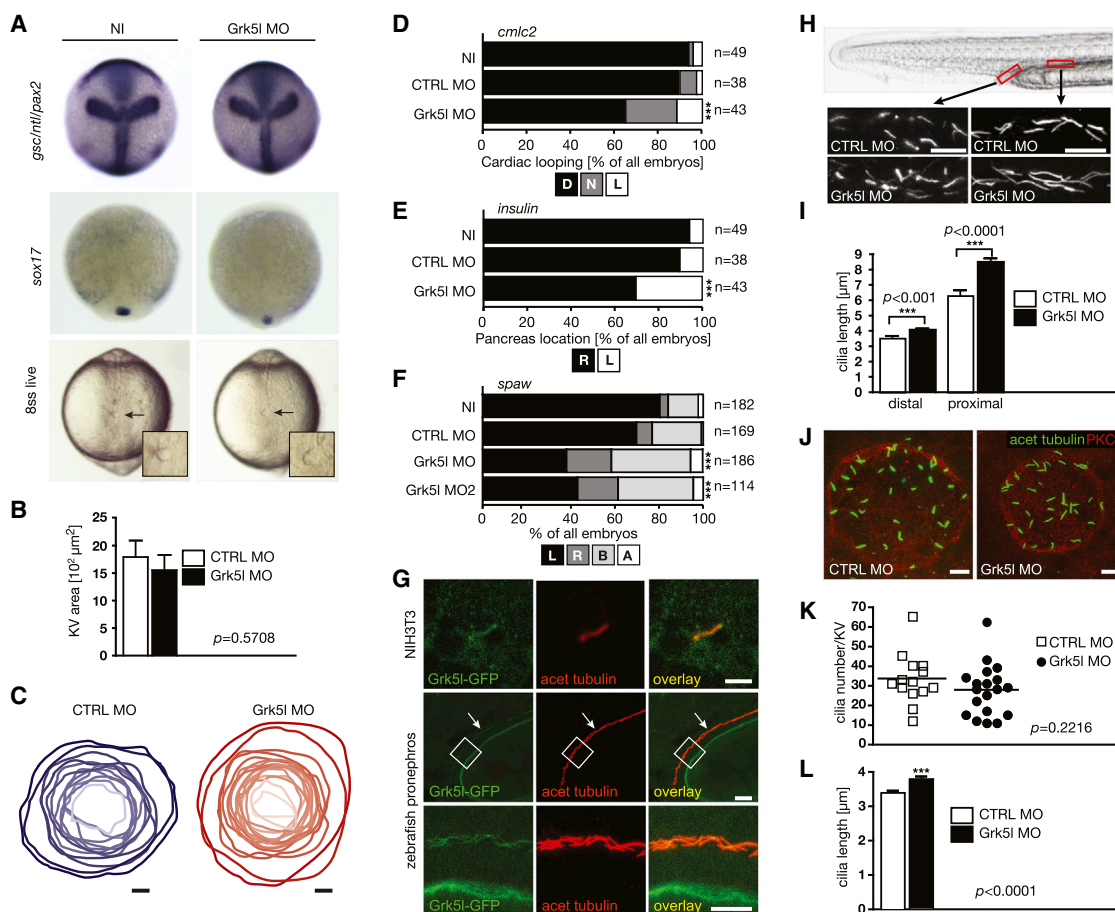 A
NI
Grk5l MO
gsc/ntl/pax2
sox17
8ss live
B
KV area [10² µm²]
25
20
15
10
5
0
CTRL MO
Grk5l MO
p=0.5708
C
CTRL MO
Grk5l MO
D
cmlc2
NI
n=49
CTRL MO
n=38
Grk5l MO
n=43
***
0 20 40 60 80 100
Cardiac looping [% of all embryos]
D N L
E
insulin
NI
n=49
CTRL MO
n=38
Grk5l MO
n=43
***
0 20 40 60 80 100
Pancreas location [% of all embryos]
R L
F
spaw
NI
n=182
CTRL MO
n=169
Grk5l MO
n=186
***
Grk5l MO2
n=114
***
0 20 40 60 80 100
% of all embryos
L R B A
G
NIH3T3
Grk5l-GFP
acet tubulin
overlay
zebrafish pronephros
Grk5l-GFP
acet tubulin
overlay
Grk5l-GFP
acet tubulin
overlay
H
CTRL MO
CTRL MO
Grk5l MO
Grk5l MO
I
cilia length [µm]
9
8
7
6
5
4
3
2
1
0
p<0.001
***
p<0.0001
***
CTRL MO
Grk5l MO
distal
proximal
J
acet tubulin PKC
CTRL MO
Grk5l MO
K
cilia number/KV
70
60
50
40
30
20
10
0
CTRL MO
Grk5l MO
p=0.2216
L
cilia length [µm]
4
3
2
1
0
***
CTRL MO
Grk5l MO
p<0.0001